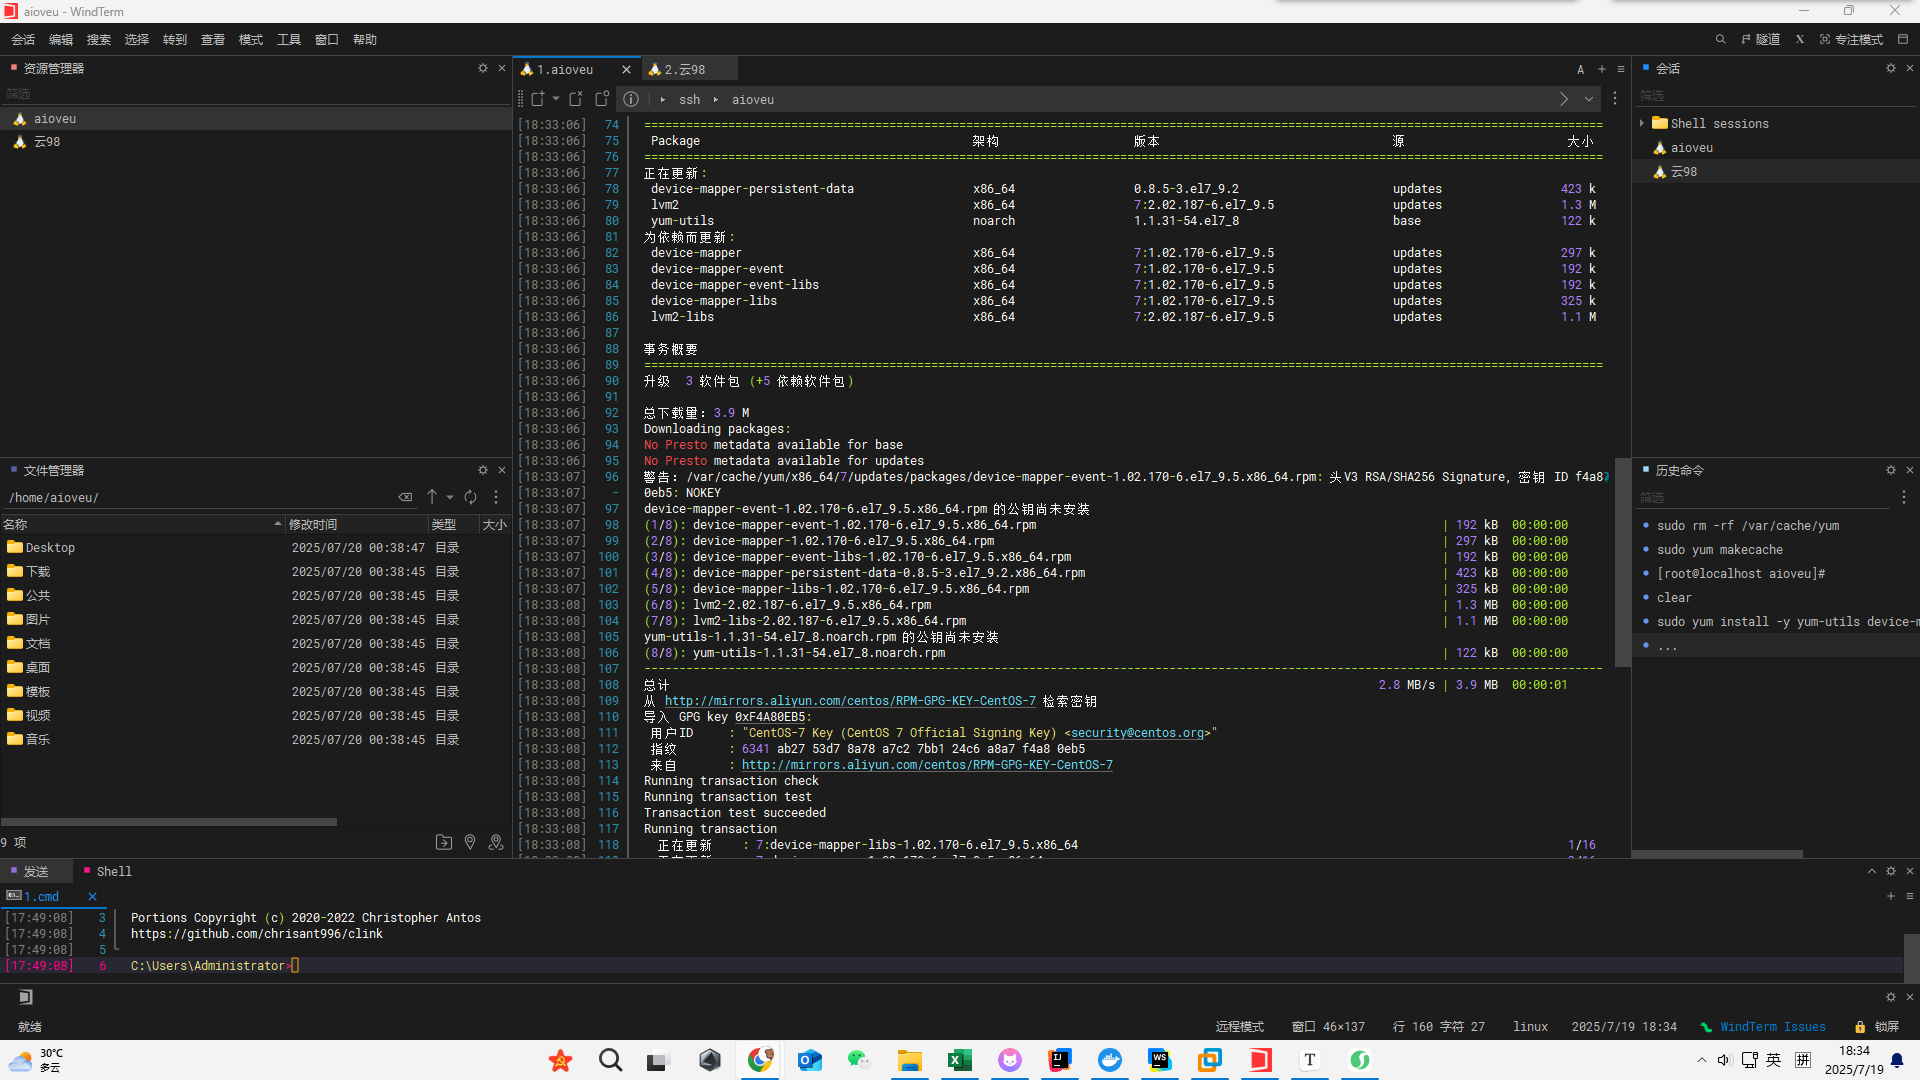 aioveu - WindTerm
会话 编辑 搜索 选择 转到 查看 模式 工具 窗口 帮助
隧道 X 专注模式
资源管理器
筛选
aioveu
云98
1.aioveu
2.云98
A
ssh aioveu
[18:33:06] 74 ========
[18:33:06] 75 Package 架构 版本 源 大小
[18:33:06] 76 ========
[18:33:06] 77 正在更新:
[18:33:06] 78 device-mapper-persistent-data x86_64 0.8.5-3.el7_9.2 updates 423 k
[18:33:06] 79 lvm2 x86_64 7:2.02.187-6.el7_9.5 updates 1.3 M
[18:33:06] 80 yum-utils noarch 1.1.31-54.el7_8 base 122 k
[18:33:06] 81 为依赖而更新:
[18:33:06] 82 device-mapper x86_64 7:1.02.170-6.el7_9.5 updates 297 k
[18:33:06] 83 device-mapper-event x86_64 7:1.02.170-6.el7_9.5 updates 192 k
[18:33:06] 84 device-mapper-event-libs x86_64 7:1.02.170-6.el7_9.5 updates 192 k
[18:33:06] 85 device-mapper-libs x86_64 7:1.02.170-6.el7_9.5 updates 325 k
[18:33:06] 86 lvm2-libs x86_64 7:2.02.187-6.el7_9.5 updates 1.1 M
[18:33:06] 87
[18:33:06] 88 事务概要
[18:33:06] 89 ========
[18:33:06] 90 升级 3 软件包 (+5 依赖软件包)
[18:33:06] 91
[18:33:06] 92 总下载量：3.9 M
[18:33:06] 93 Downloading packages:
[18:33:06] 94 No Presto metadata available for base
[18:33:06] 95 No Presto metadata available for updates
[18:33:07] 96 警告：/var/cache/yum/x86_64/7/updates/packages/device-mapper-event-1.02.170-6.el7_9.5.x86_64.rpm: 头V3 RSA/SHA256 Signature, 密钥 ID f4a8
[18:33:07] - 0eb5: NOKEY
[18:33:07] 97 device-mapper-event-1.02.170-6.el7_9.5.x86_64.rpm 的公钥尚未安装
[18:33:07] 98 (1/8): device-mapper-event-1.02.170-6.el7_9.5.x86_64.rpm | 192 kB 00:00:00
[18:33:07] 99 (2/8): device-mapper-1.02.170-6.el7_9.5.x86_64.rpm | 297 kB 00:00:00
[18:33:07] 100 (3/8): device-mapper-event-libs-1.02.170-6.el7_9.5.x86_64.rpm | 192 kB 00:00:00
[18:33:07] 101 (4/8): device-mapper-persistent-data-0.8.5-3.el7_9.2.x86_64.rpm | 423 kB 00:00:00
[18:33:07] 102 (5/8): device-mapper-libs-1.02.170-6.el7_9.5.x86_64.rpm | 325 kB 00:00:00
[18:33:08] 103 (6/8): lvm2-2.02.187-6.el7_9.5.x86_64.rpm | 1.3 MB 00:00:00
[18:33:08] 104 (7/8): lvm2-libs-2.02.187-6.el7_9.5.x86_64.rpm | 1.1 MB 00:00:00
[18:33:08] 105 yum-utils-1.1.31-54.el7_8.noarch.rpm 的公钥尚未安装
[18:33:08] 106 (8/8): yum-utils-1.1.31-54.el7_8.noarch.rpm | 122 kB 00:00:00
[18:33:08] 107 --------
[18:33:08] 108 总计 2.8 MB/s | 3.9 MB 00:00:01
[18:33:08] 109 从 http://mirrors.aliyun.com/centos/RPM-GPG-KEY-CentOS-7 检索密钥
[18:33:08] 110 导入 GPG key 0xF4A80EB5:
[18:33:08] 111 用户ID : "CentOS-7 Key (CentOS 7 Official Signing Key) <security@centos.org>"
[18:33:08] 112 指纹 : 6341 ab27 53d7 8a78 a7c2 7bb1 24c6 a8a7 f4a8 0eb5
[18:33:08] 113 来自 : http://mirrors.aliyun.com/centos/RPM-GPG-KEY-CentOS-7
[18:33:08] 114 Running transaction check
[18:33:08] 115 Running transaction test
[18:33:08] 116 Transaction test succeeded
[18:33:08] 117 Running transaction
[18:33:08] 118 正在更新 : 7:device-mapper-libs-1.02.170-6.el7_9.5.x86_64 1/16
会话
筛选
Shell sessions
aioveu
云98
历史命令
筛选
sudo rm -rf /var/cache/yum
sudo yum makecache
[root@localhost aioveu]#
clear
sudo yum install -y yum-utils device-m
...
文件管理器
/home/aioveu/
名称 修改时间 类型 大小
Desktop 2025/07/20 00:38:47 目录
下载 2025/07/20 00:38:45 目录
公共 2025/07/20 00:38:45 目录
图片 2025/07/20 00:38:45 目录
文档 2025/07/20 00:38:45 目录
桌面 2025/07/20 00:38:45 目录
模板 2025/07/20 00:38:45 目录
视频 2025/07/20 00:38:45 目录
音乐 2025/07/20 00:38:45 目录
9 项
发送 Shell
1.cmd
[17:49:08] 3 Portions Copyright (c) 2020-2022 Christopher Antos
[17:49:08] 4 https://github.com/chrisant996/clink
[17:49:08] 5
[17:49:08] 6 C:\Users\Administrator>
就绪
远程模式 窗口 46×137 行 160 字符 27 linux 2025/7/19 18:34 WindTerm Issues 锁屏
30℃
多云
英 拼
18:34
2025/7/19